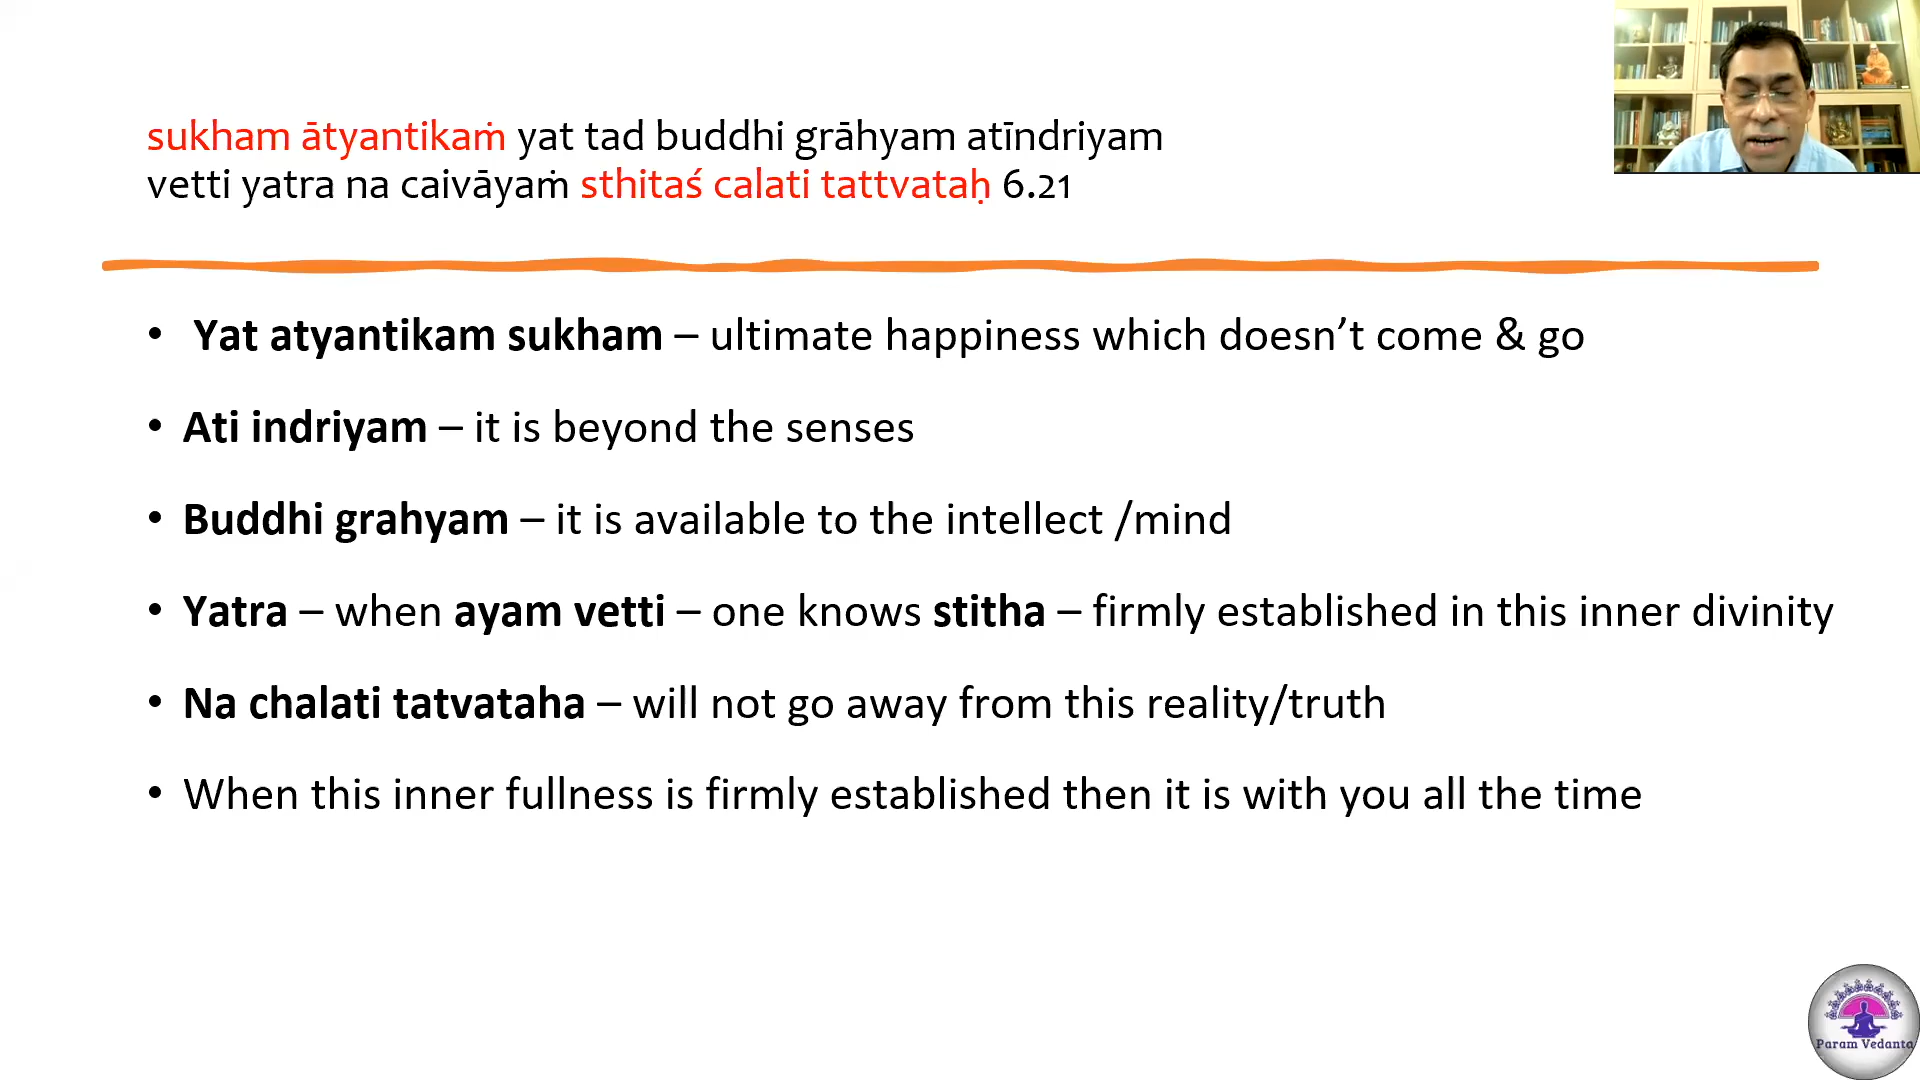 sukham ātyantikaṁ yat tad buddhi grāhyam atīndriyam
vetti yatra na caivāyaṁ sthitaś calati tattvataḥ 6.21
• Yat atyantikam sukham – ultimate happiness which doesn’t come & go
• Ati indriyam – it is beyond the senses
• Buddhi grahyam – it is available to the intellect /mind
• Yatra – when ayam vetti – one knows stitha – firmly established in this inner divinity
• Na chalati tatvataha – will not go away from this reality/truth
• When this inner fullness is firmly established then it is with you all the time
Param Vedanta